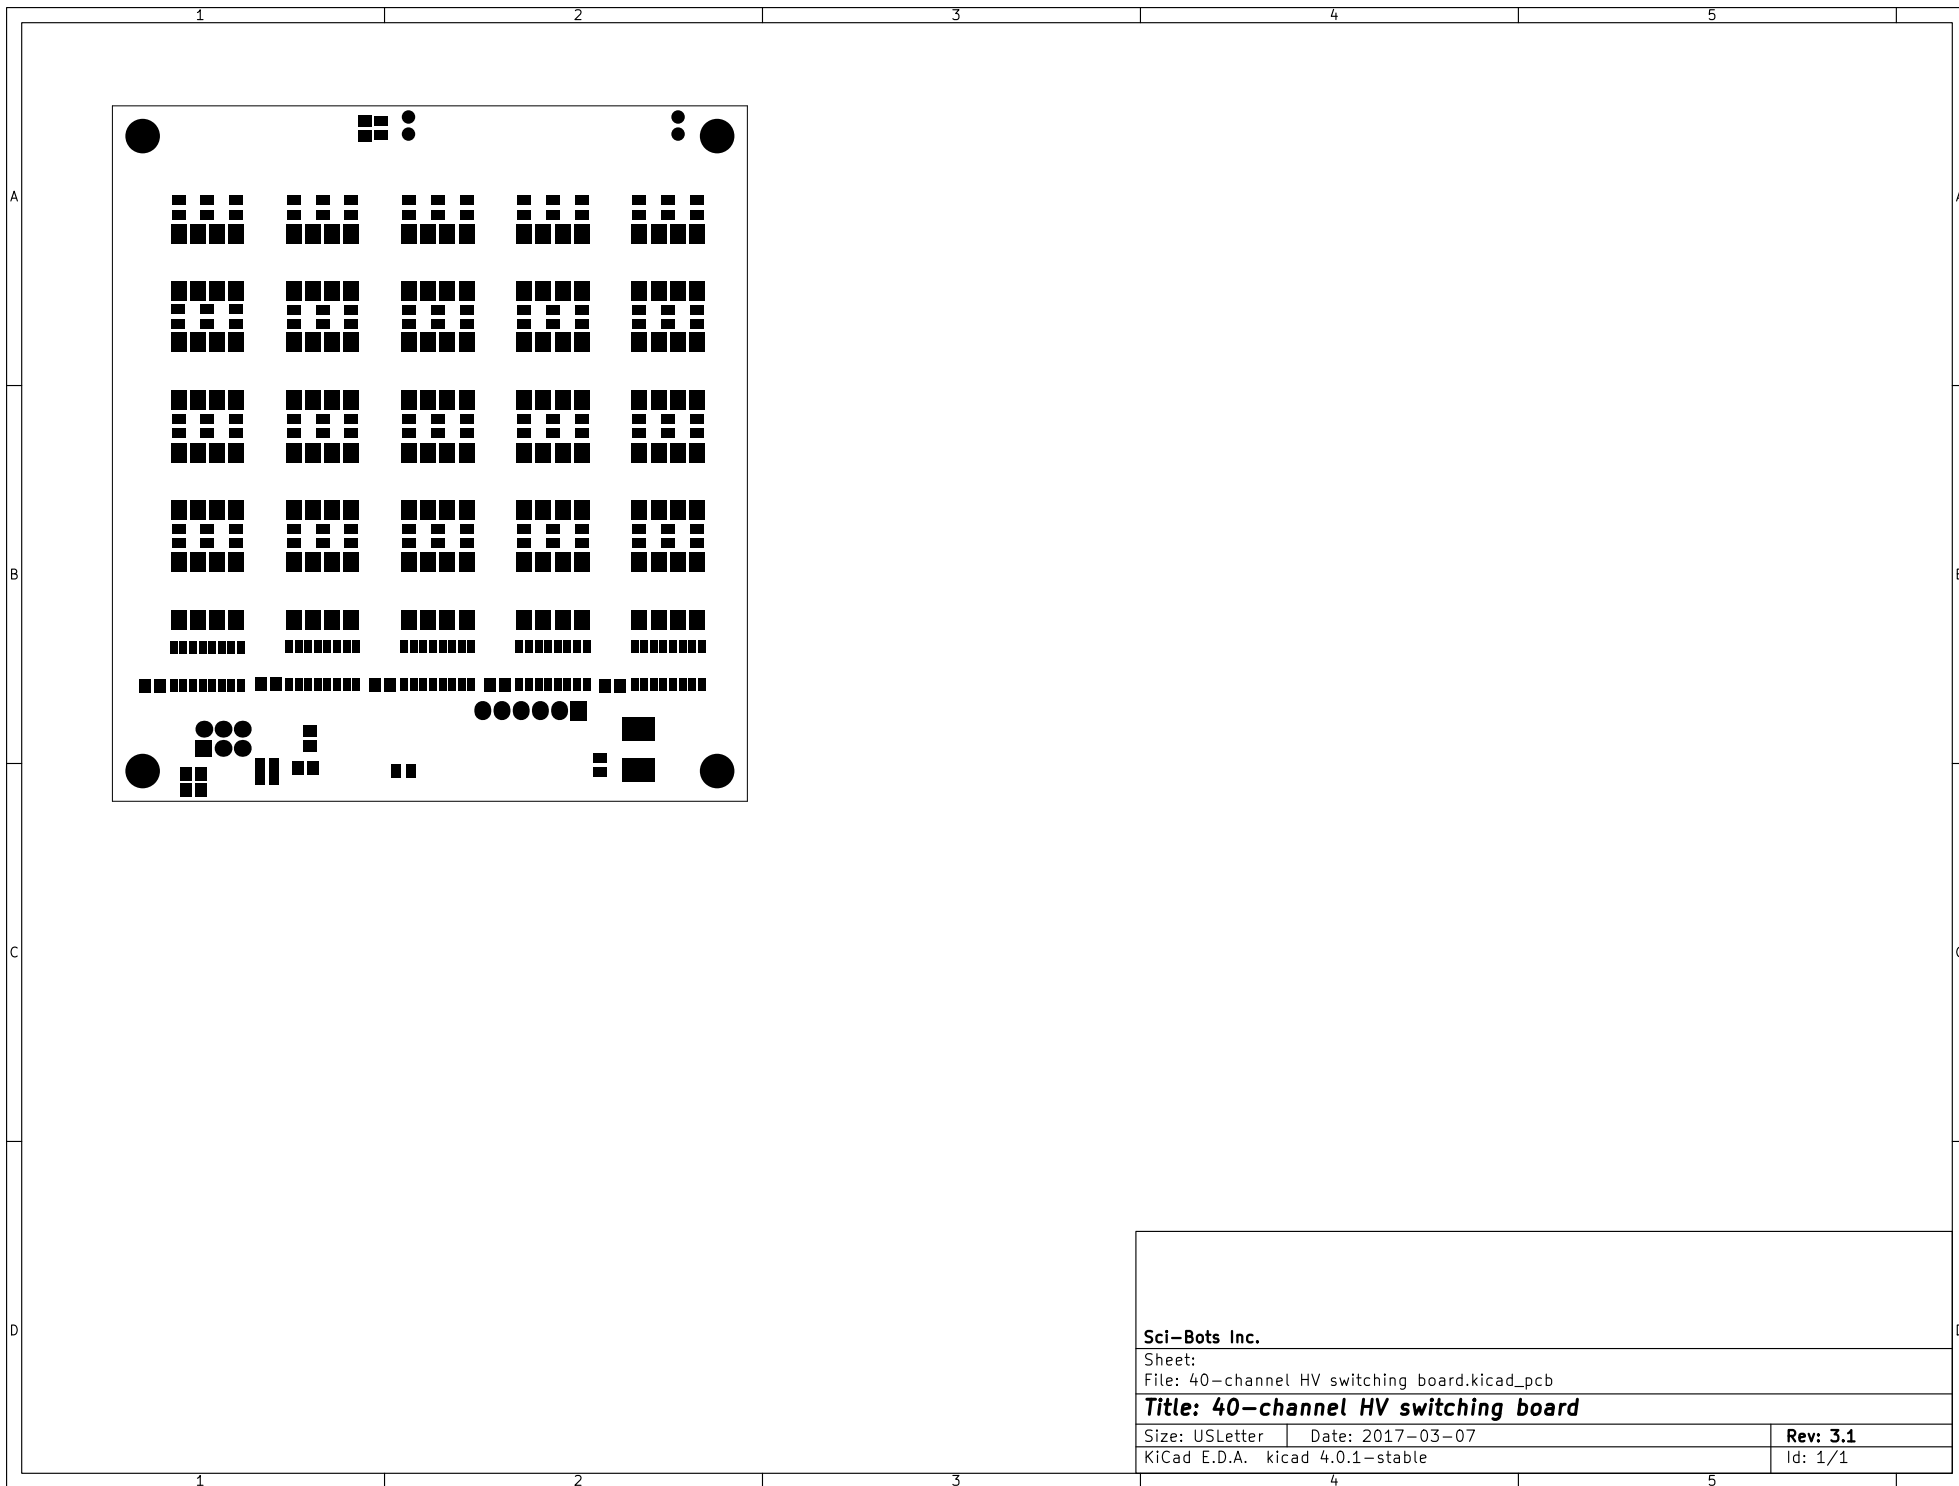 1 2 3 4 5
A A
B B
C C
D D
Sci-Bots Inc.
Sheet:
File: 40-channel HV switching board.kicad_pcb
Title: 40-channel HV switching board
Size: USLetter Date: 2017-03-07 Rev: 3.1
KiCad E.D.A. kicad 4.0.1-stable Id: 1/1
1 2 3 4 5